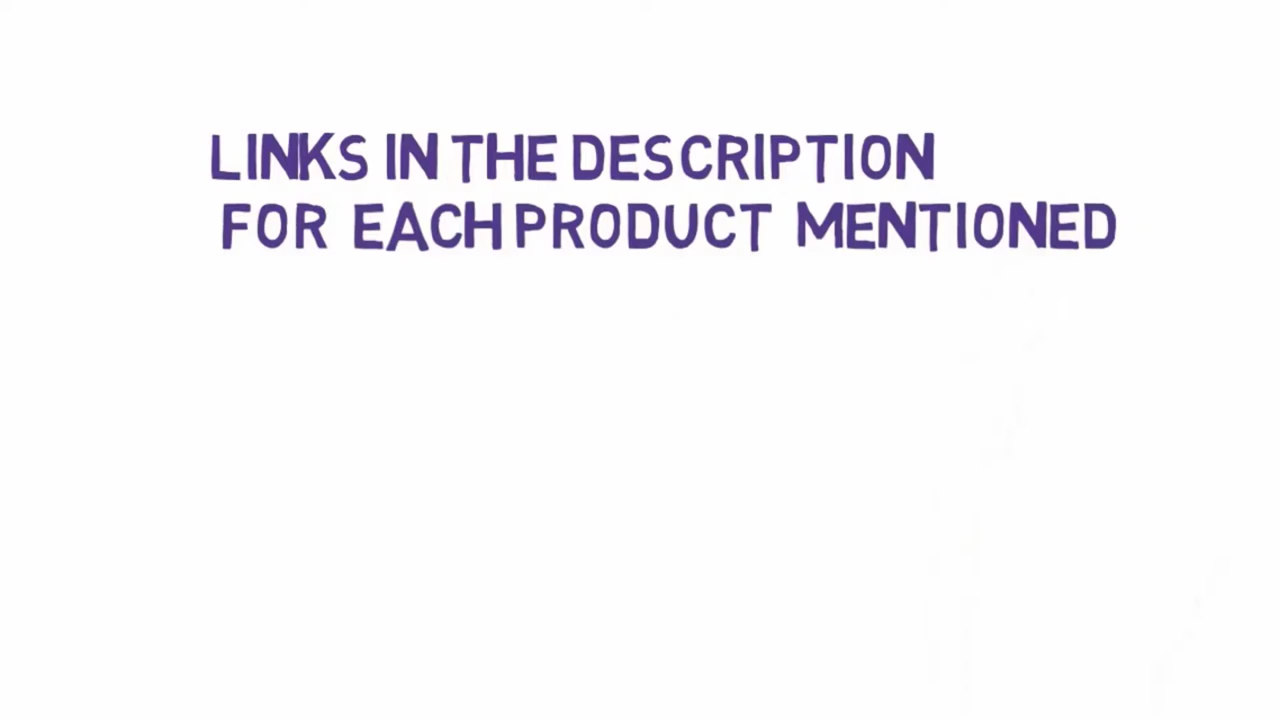 LINKS IN THE DESCRIPTION
FOR EACH PRODUCT MENTIONED